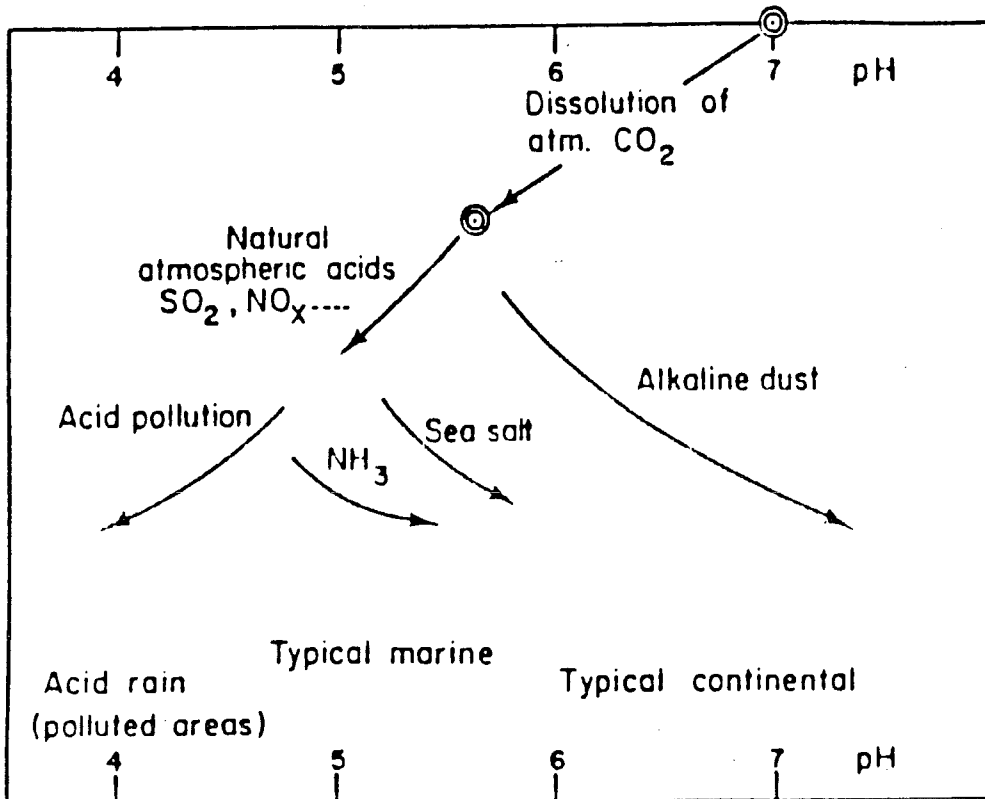 4 5 6 7 pH
Dissolution of
atm. CO₂
Natural
atmospheric acids
SO₂, NOₓ----
Alkaline dust
Acid pollution
Sea salt
NH₃
Typical marine
Typical continental
Acid rain
(polluted areas)
4 5 6 7 pH